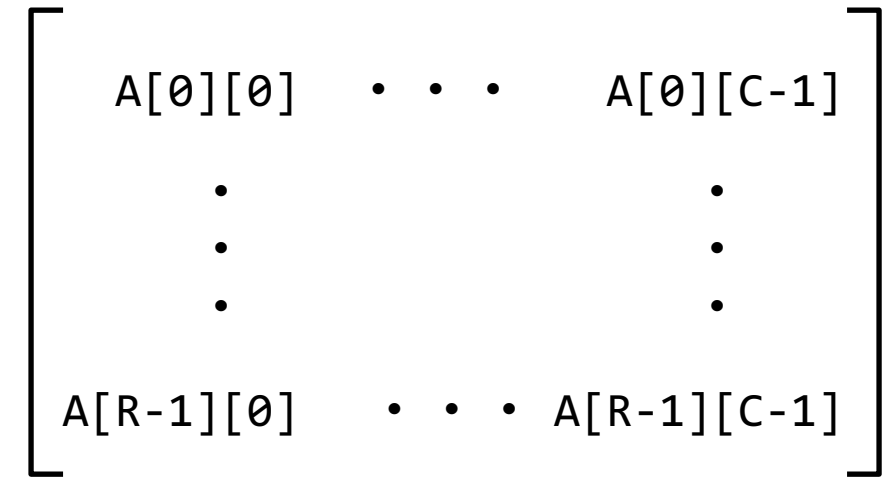 A[0][0] • • • A[0][C-1]
• •
• •
• •
A[R-1][0] • • • A[R-1][C-1]